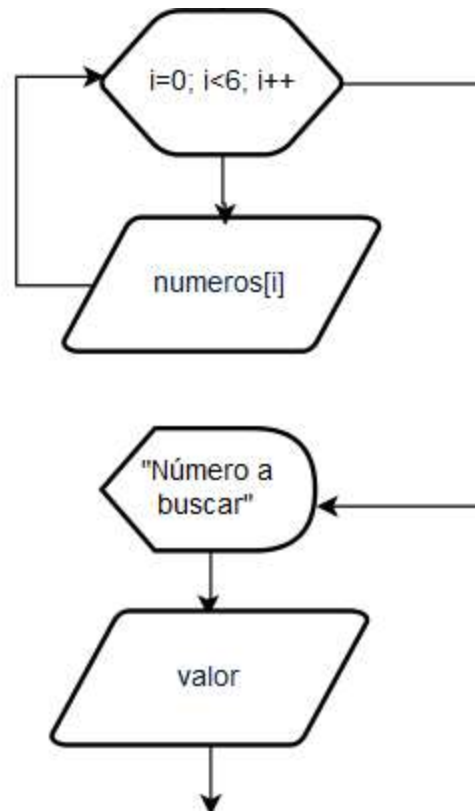 i=0; i<6; i++
numeros[i]
"Número a
buscar"
valor